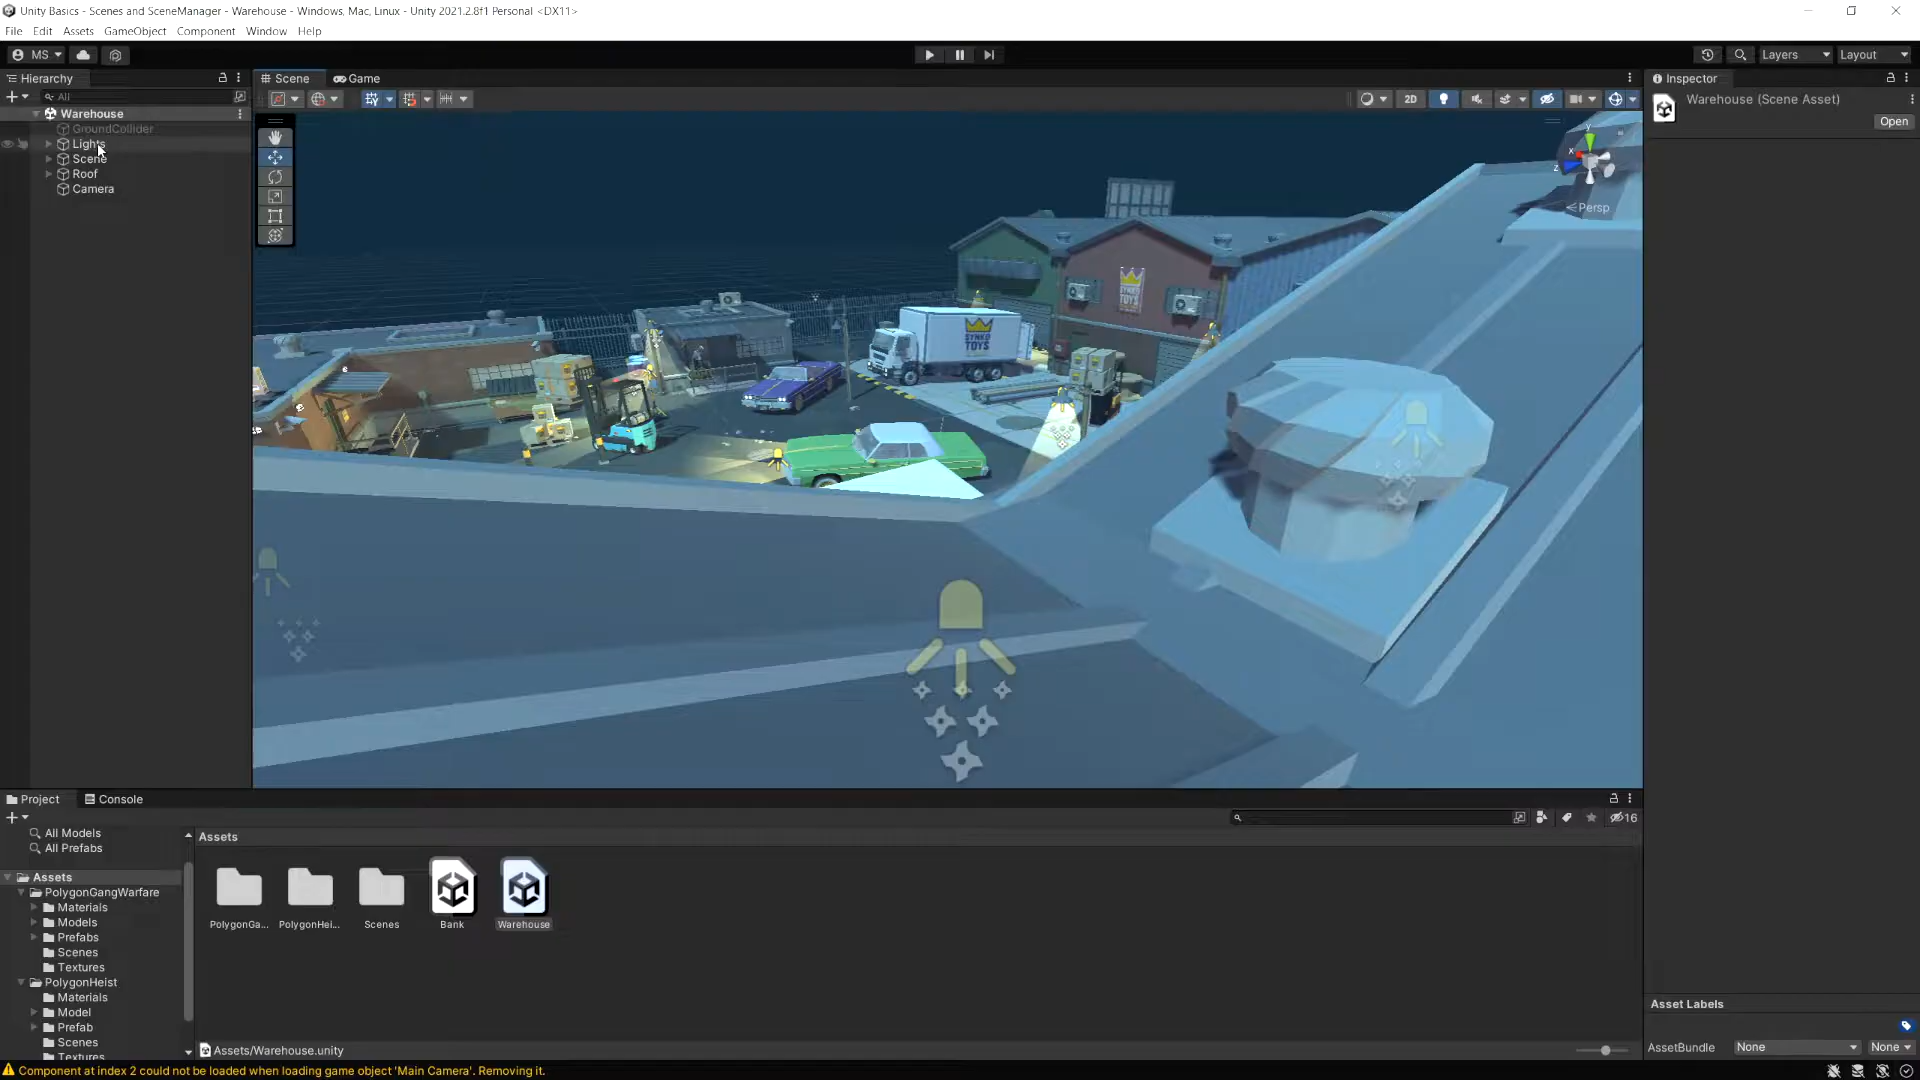 Unity Basics - Scenes and SceneManager - Warehouse - Windows, Mac, Linux - Unity 2021.2.8f1 Personal <DX11>
File Edit Assets GameObject Component Window Help
MS Layers Layout
Hierarchy Scene Game Inspector
All 2D
Warehouse
GroundCollider
Lights
Scene
Roof
Camera
Warehouse (Scene Asset)
Open
y
x
z
Persp
SYNKO TOYS
SYNKO TOYS
Project Console
16
All Models
All Prefabs
Assets
PolygonGangWarfare
Materials
Models
Prefabs
Scenes
Textures
PolygonHeist
Materials
Model
Prefab
Scenes
Textures
Assets
PolygonGa... PolygonHei... Scenes Bank Warehouse
Assets/Warehouse.unity
Asset Labels
AssetBundle None None
Component at index 2 could not be loaded when loading game object 'Main Camera'. Removing it.